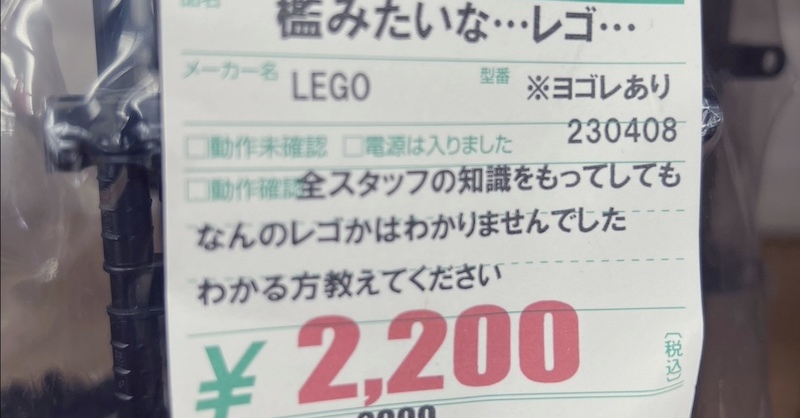 品名
檻みたいな…レゴ…
メーカー名 LEGO 型番 ※ヨゴレあり
□動作未確認 □電源は入りました 230408
□動作確認 全スタッフの知識をもってしても
なんのレゴかはわかりませんでした
わかる方教えてください
¥2,200 (税込)